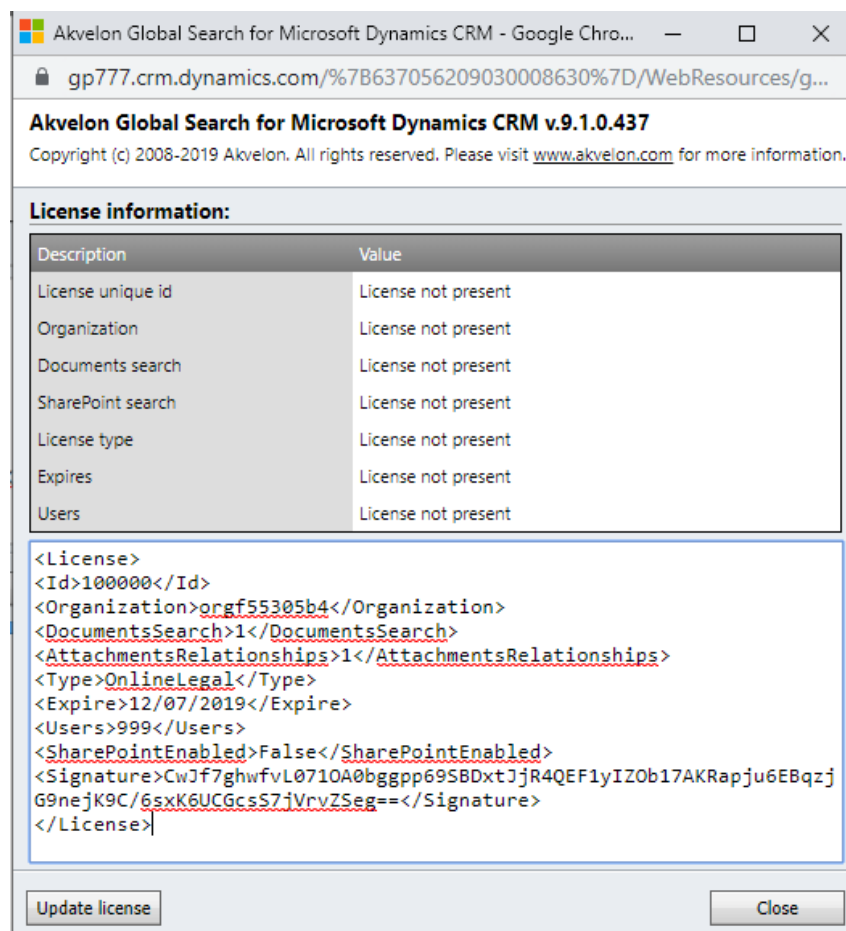 Akvelon Global Search for Microsoft Dynamics CRM - Google Chro...
gp777.crm.dynamics.com/%7B637056209030008630%7D/WebResources/g...
Akvelon Global Search for Microsoft Dynamics CRM v.9.1.0.437
Copyright (c) 2008-2019 Akvelon. All rights reserved. Please visit www.akvelon.com for more information.
License information:
Description Value
License unique id License not present
Organization License not present
Documents search License not present
SharePoint search License not present
License type License not present
Expires License not present
Users License not present
<License>
<Id>100000</Id>
<Organization>orgf55305b4</Organization>
<DocumentsSearch>1</DocumentsSearch>
<AttachmentsRelationships>1</AttachmentsRelationships>
<Type>OnlineLegal</Type>
<Expire>12/07/2019</Expire>
<Users>999</Users>
<SharePointEnabled>False</SharePointEnabled>
<Signature>CwJf7ghwfvL071OA0bggpp69SBDxtJjR4QEF1yIZOb17AKRapju6EBqzj
G9nejK9C/6sxK6UCGcsS7jVrvZSeg==</Signature>
</License>
Update license Close